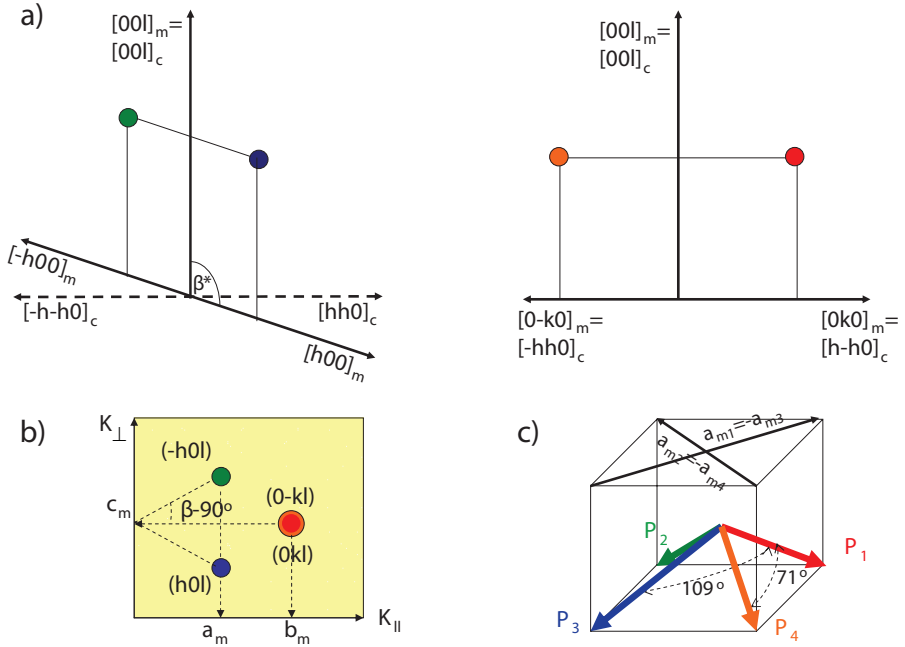 a)
[00l]m=
[00l]c
[-h00]m
β*
[-h-h0]c
[hh0]c
[h00]m
[00l]m=
[00l]c
[0-k0]m=
[-hh0]c
[0k0]m=
[h-h0]c
b)
K⊥
(-h0l)
(0-kl)
cm
β-90°
(0kl)
(h0l)
am
bm
K||
c)
am1=-am3
am2=-am4
P2
P1
109°
71°
P3
P4